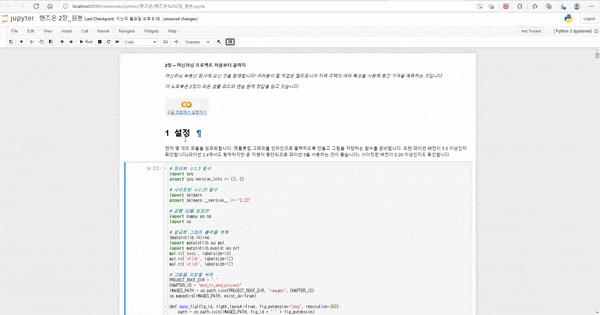 localhost:8888/notebooks/python/핸즈온/핸즈온%202장_원본.ipynb
jupyter 핸즈온 2장_원본 Last Checkpoint: 지난주 월요일 오후 8:18 (unsaved changes)
Logout
File Edit View Insert Cell Kernel Navigate Widgets Help
Not Trusted Python 3 (ipykernel)
Run Code
2장 – 머신러닝 프로젝트 처음부터 끝까지
머신러닝 부동산 회사에 오신 것을 환영합니다! 여러분이 할 작업은 캘리포니아 지역 주택의 여러 특성을 사용해 중간 가격을 예측하는 것입니다.
이 노트북은 2장의 모든 샘플 코드와 연습 문제 정답을 담고 있습니다.
구글 코랩에서 실행하기
1 설정 ¶
먼저 몇 개의 모듈을 임포트합니다. 맷플롯립 그래프를 인라인으로 출력하도록 만들고 그림을 저장하는 함수를 준비합니다. 또한 파이썬 버전이 3.5 이상인지
확인합니다(파이썬 2.x에서도 동작하지만 곧 지원이 중단되므로 파이썬 3을 사용하는 것이 좋습니다). 사이킷런 버전이 0.20 이상인지도 확인합니다.
# 파이썬 ≥3.5 필수
import sys
assert sys.version_info >= (3, 5)
# 사이킷런 ≥0.20 필수
import sklearn
assert sklearn.__version__ >= "0.20"
# 공통 모듈 임포트
import numpy as np
import os
# 깔끔한 그래프 출력을 위해
%matplotlib inline
import matplotlib as mpl
import matplotlib.pyplot as plt
mpl.rc('axes', labelsize=14)
mpl.rc('xtick', labelsize=12)
mpl.rc('ytick', labelsize=12)
# 그림을 저장할 위치
PROJECT_ROOT_DIR = "."
CHAPTER_ID = "end_to_end_project"
IMAGES_PATH = os.path.join(PROJECT_ROOT_DIR, "images", CHAPTER_ID)
os.makedirs(IMAGES_PATH, exist_ok=True)
def save_fig(fig_id, tight_layout=True, fig_extension="png", resolution=300):
path = os.path.join(IMAGES_PATH, fig_id + "." + fig_extension)